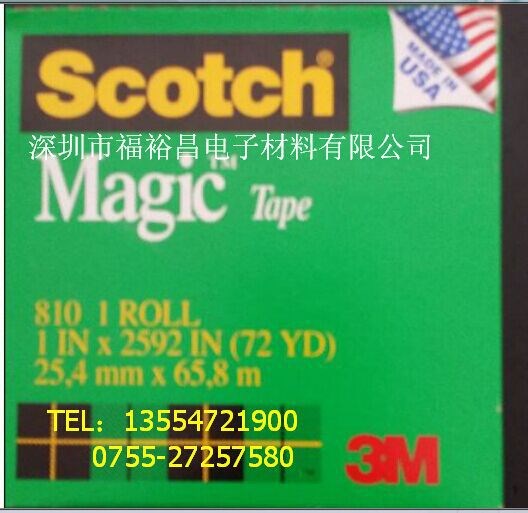 Scotch®
MADE IN
USA
深圳市福裕昌电子材料有限公司
Magic™ Tape
810 1 ROLL
1 IN x 2592 IN (72 YD)
25,4 mm x 65,8 m
TEL：13554721900
0755-27257580
3M